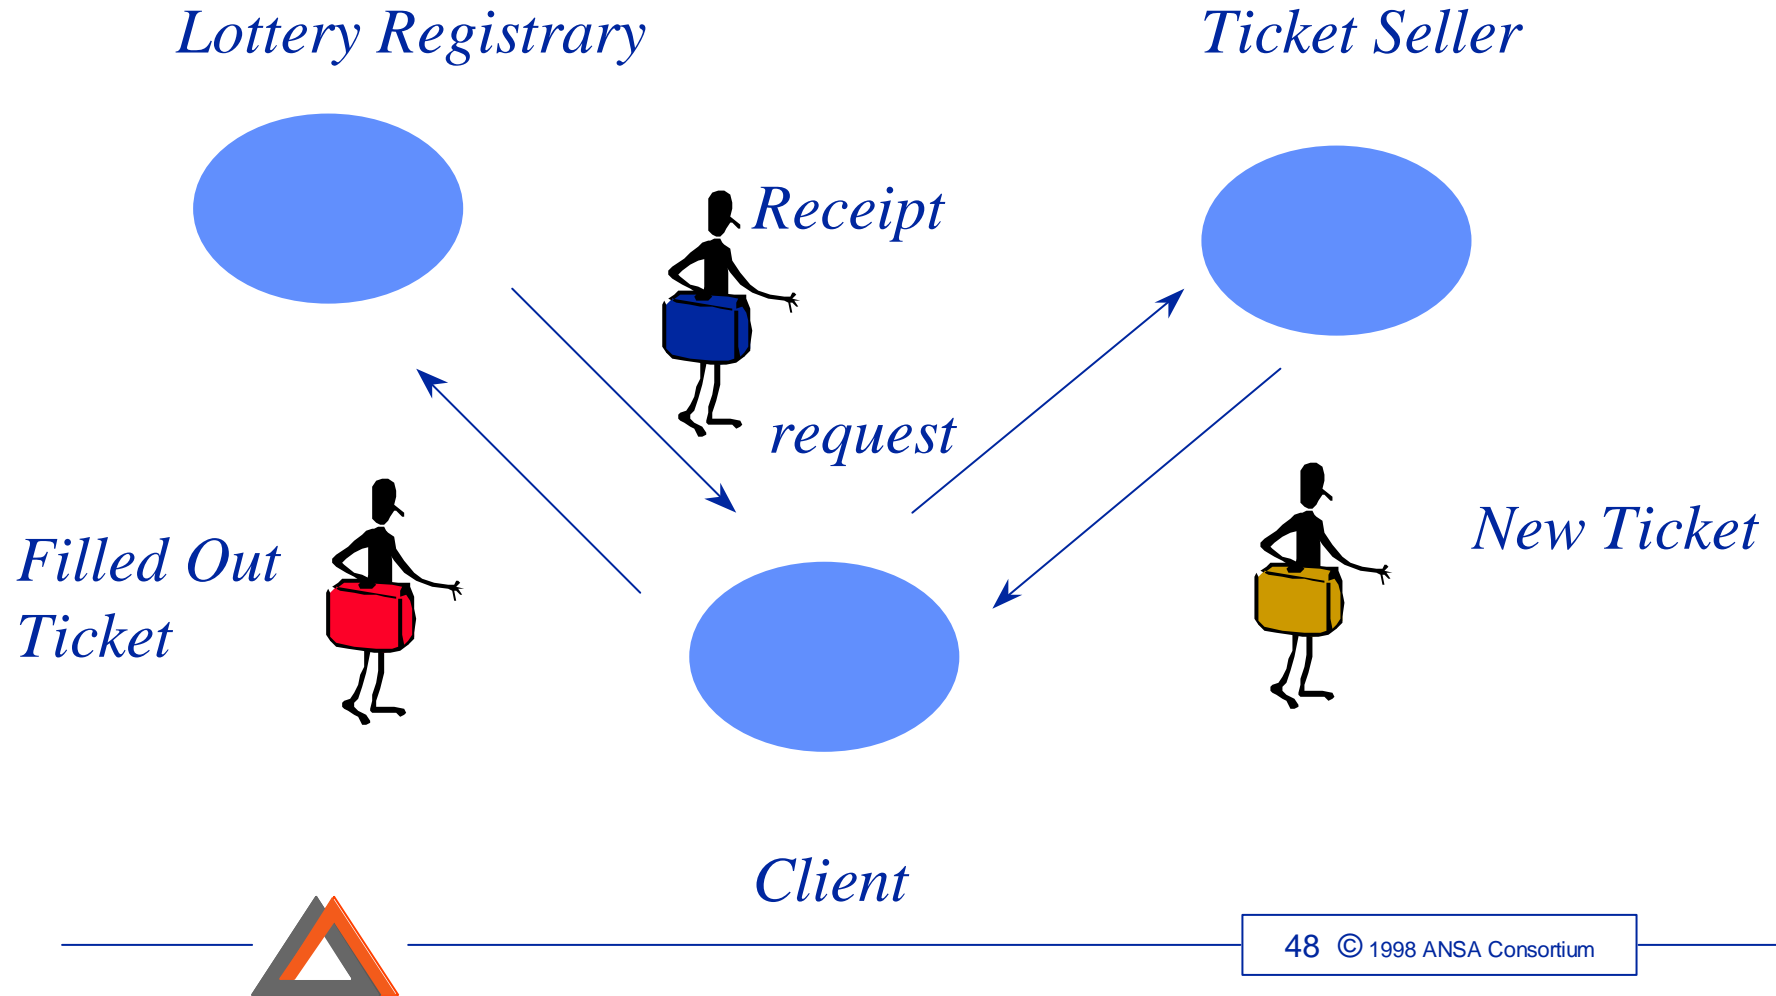 Lottery Registrary
Ticket Seller
Receipt
request
Filled Out
Ticket
New Ticket
Client
48 © 1998 ANSA Consortium